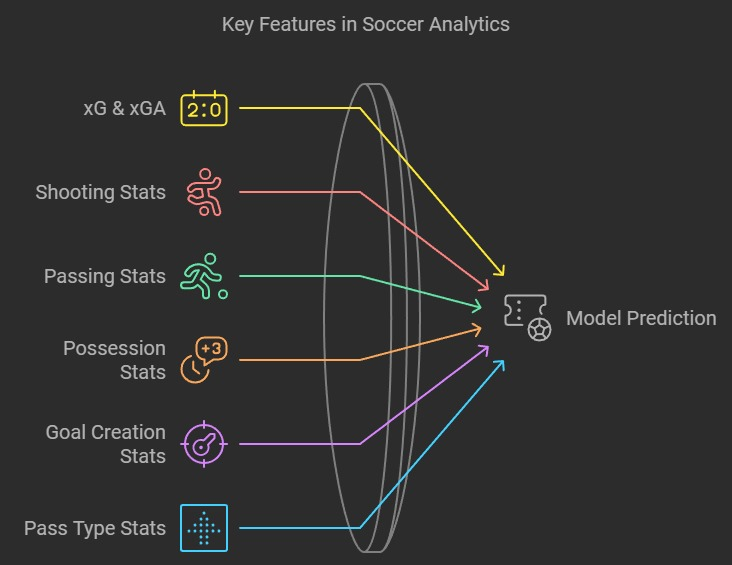 Key Features in Soccer Analytics
xG & xGA
2:0
Shooting Stats
Passing Stats
Possession
Stats
+3
Model Prediction
Goal Creation
Stats
Pass Type Stats